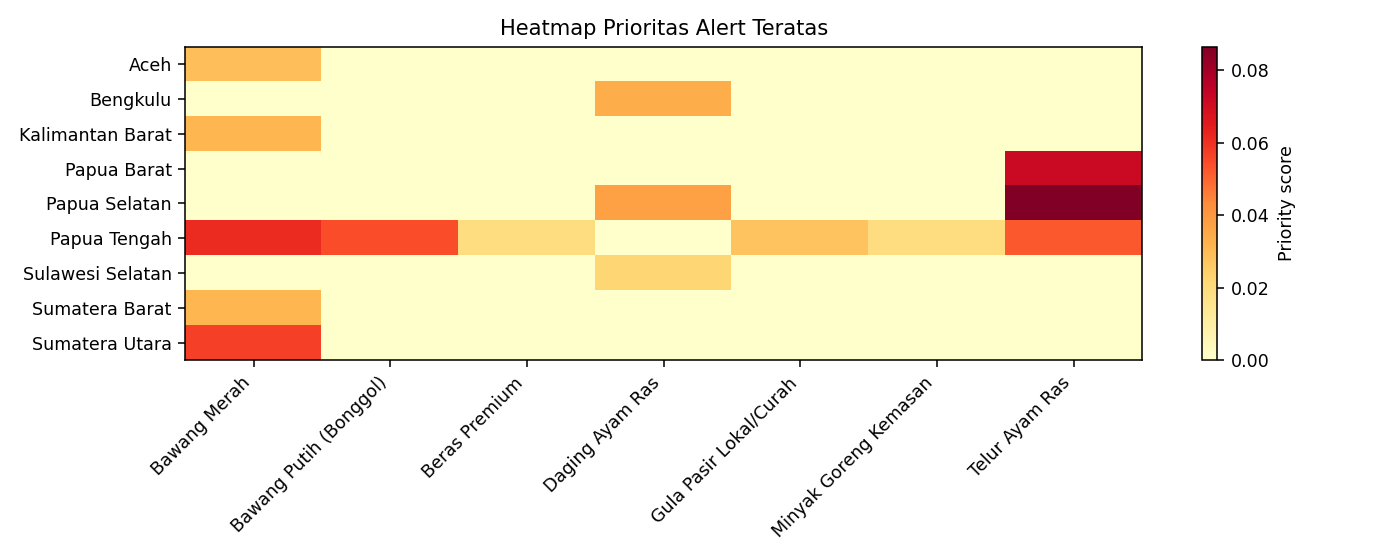 Heatmap Prioritas Alert Teratas
Aceh
Bengkulu
Kalimantan Barat
Papua Barat
Papua Selatan
Papua Tengah
Sulawesi Selatan
Sumatera Barat
Sumatera Utara
Bawang Merah
Bawang Putih (Bonggol)
Beras Premium
Daging Ayam Ras
Gula Pasir Lokal/Curah
Minyak Goreng Kemasan
Telur Ayam Ras
0.08
0.06
0.04
0.02
0.00
Priority score